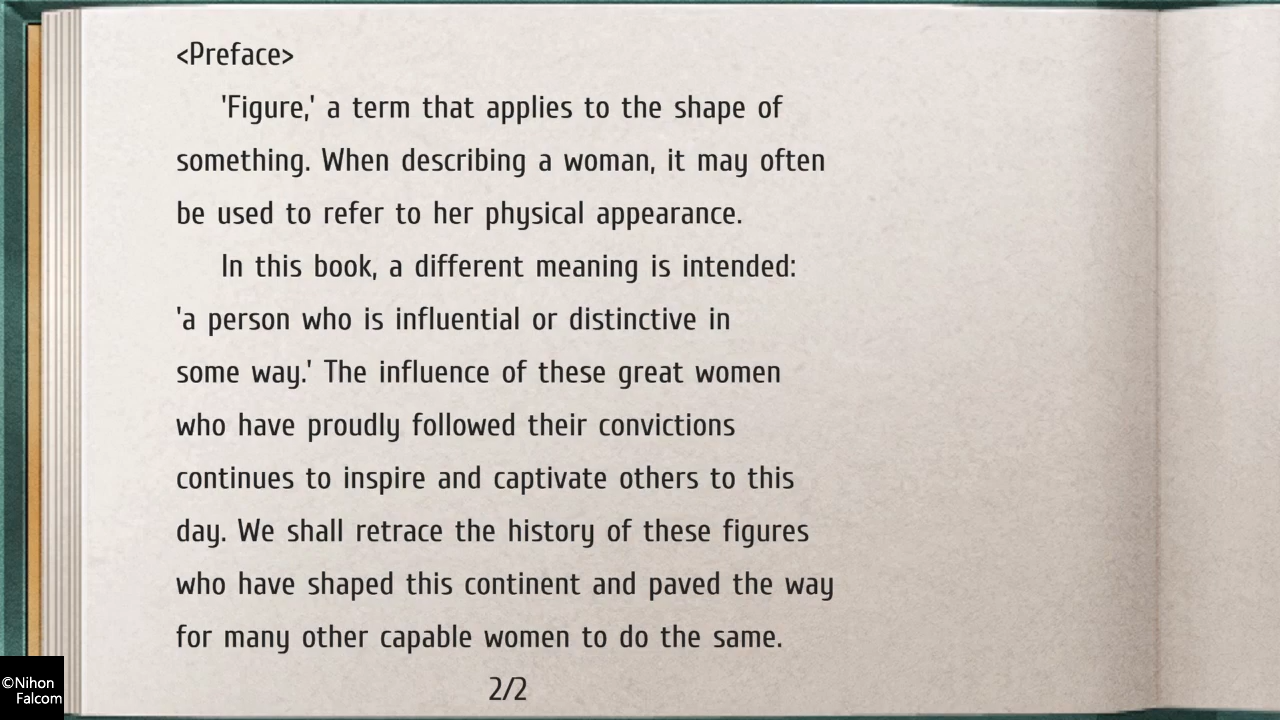 <Preface>
'Figure,' a term that applies to the shape of
something. When describing a woman, it may often
be used to refer to her physical appearance.
In this book, a different meaning is intended:
'a person who is influential or distinctive in
some way.' The influence of these great women
who have proudly followed their convictions
continues to inspire and captivate others to this
day. We shall retrace the history of these figures
who have shaped this continent and paved the way
for many other capable women to do the same.
2/2
©Nihon
Falcom